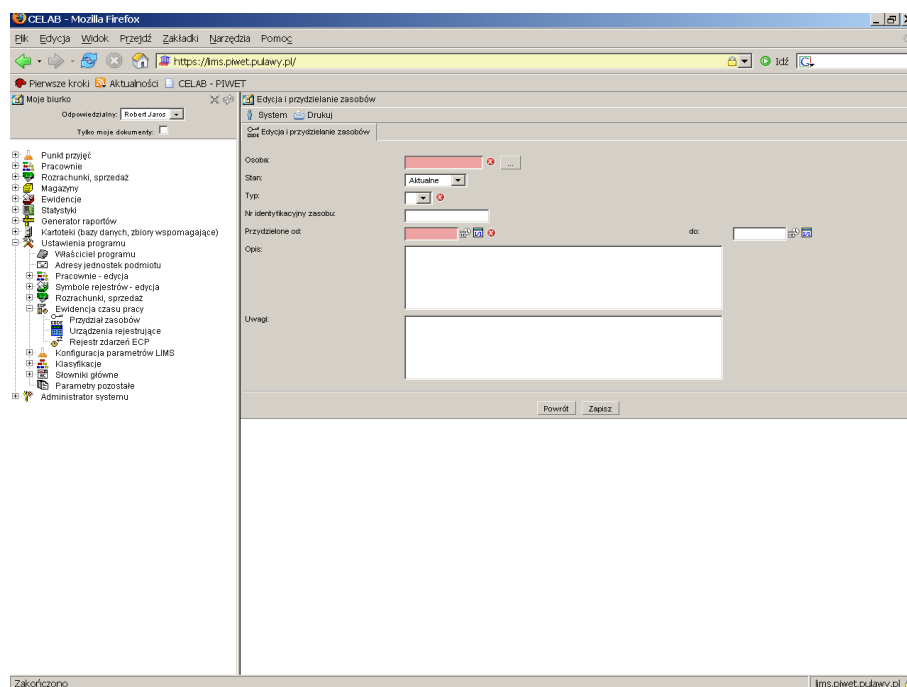 CELAB - Mozilla Firefox
Plik Edycja Widok Przejdź Zakładki Narzędzia Pomoc
https://lims.piwet.pulawy.pl/ Idź
Pierwsze kroki Aktualności CELAB - PIWET
Moje biurko
Odpowiedzialny: Robert Jaros
Tylko moje dokumenty:
Punkt przyjęć
Pracownie
Rozrachunki, sprzedaż
Magazyny
Ewidencje
Statystyki
Generator raportów
Kartoteki (bazy danych, zbiory wspomagające)
Ustawienia programu
Właściciel programu
Adresy jednostek podmiotu
Pracownie - edycja
Symbole rejestrów - edycja
Rozrachunki, sprzedaż
Ewidencja czasu pracy
Przydział zasobów
Urządzenia rejestrujące
Rejestr zdarzeń ECP
Konfiguracja parametrów LIMS
Klasyfikacje
Słowniki główne
Parametry pozostałe
Administrator systemu
Edycja i przydzielanie zasobów
System Drukuj
Edycja i przydzielanie zasobów
Osoba: ...
Stan: Aktualne
Typ:
Nr identyfikacyjny zasobu:
Przydzielone od: do:
Opis:
Uwagi:
Powrót Zapisz
Zakończono lims.piwet.pulawy.pl